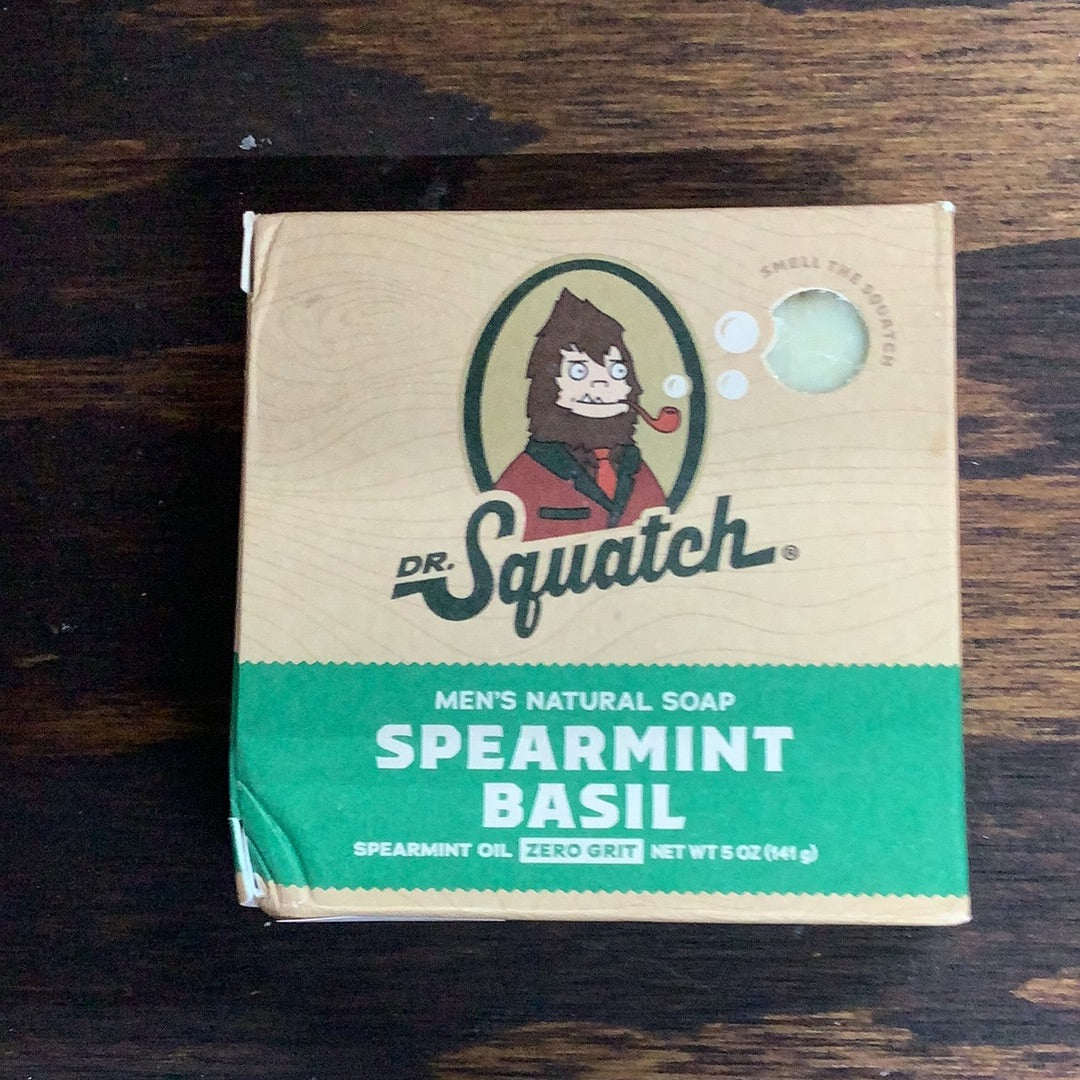 SMELL THE SQUATCH
DR. Squatch®
MEN'S NATURAL SOAP
SPEARMINT
BASIL
SPEARMINT OIL ZERO GRIT NET WT 5 OZ (141 g)